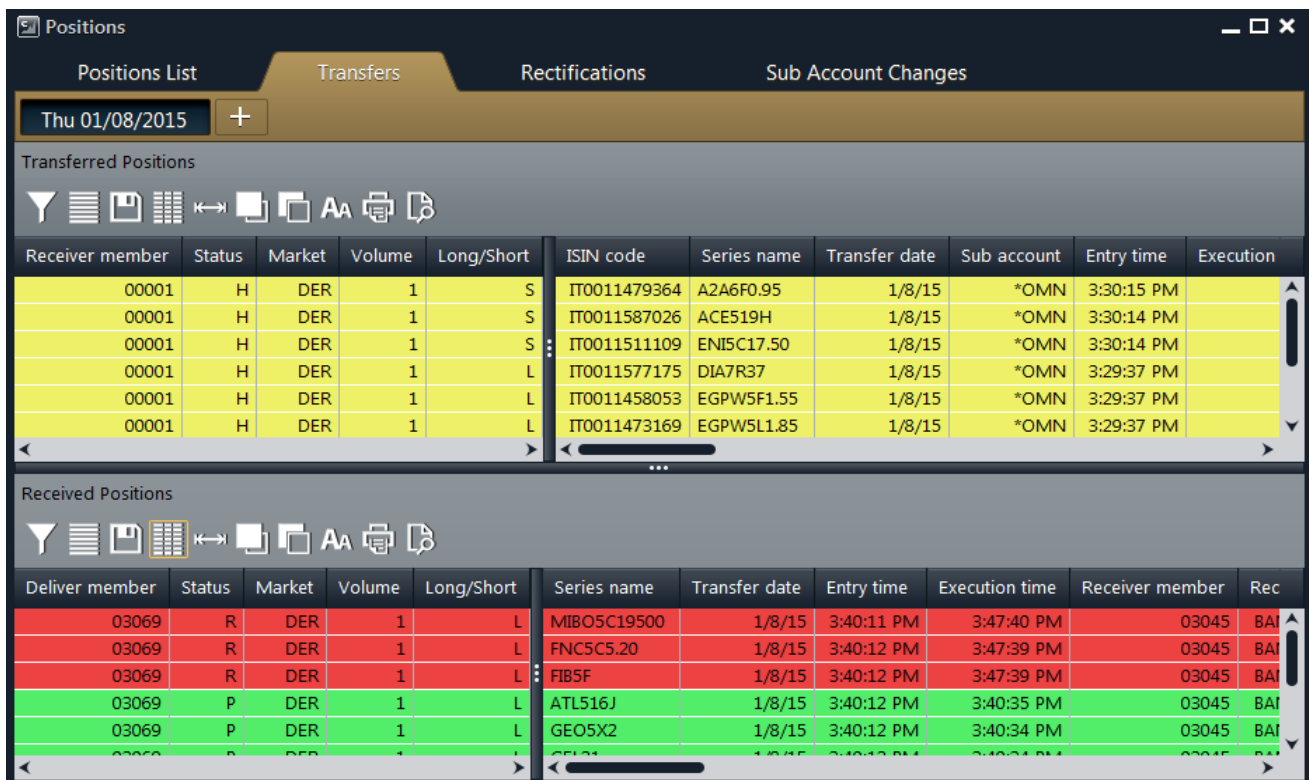 Positions
Positions List Transfers Rectifications Sub Account Changes
Thu 01/08/2015 +
Transferred Positions
AA
Receiver member Status Market Volume Long/Short ISIN code Series name Transfer date Sub account Entry time Execution
00001 H DER 1 S IT0011479364 A2A6F0.95 1/8/15 *OMN 3:30:15 PM
00001 H DER 1 S IT0011587026 ACE519H 1/8/15 *OMN 3:30:14 PM
00001 H DER 1 S IT0011511109 ENI5C17.50 1/8/15 *OMN 3:30:14 PM
00001 H DER 1 L IT0011577175 DIA7R37 1/8/15 *OMN 3:29:37 PM
00001 H DER 1 L IT0011458053 EGPW5F1.55 1/8/15 *OMN 3:29:37 PM
00001 H DER 1 L IT0011473169 EGPW5L1.85 1/8/15 *OMN 3:29:37 PM
Received Positions
AA
Deliver member Status Market Volume Long/Short Series name Transfer date Entry time Execution time Receiver member Rec
03069 R DER 1 L MIBO5C19500 1/8/15 3:40:11 PM 3:47:40 PM 03045 BAN
03069 R DER 1 L FNC5C5.20 1/8/15 3:40:12 PM 3:47:39 PM 03045 BAN
03069 R DER 1 L FIB5F 1/8/15 3:40:12 PM 3:47:39 PM 03045 BAN
03069 P DER 1 L ATL516J 1/8/15 3:40:12 PM 3:40:35 PM 03045 BAN
03069 P DER 1 L GEO5X2 1/8/15 3:40:12 PM 3:40:34 PM 03045 BAN